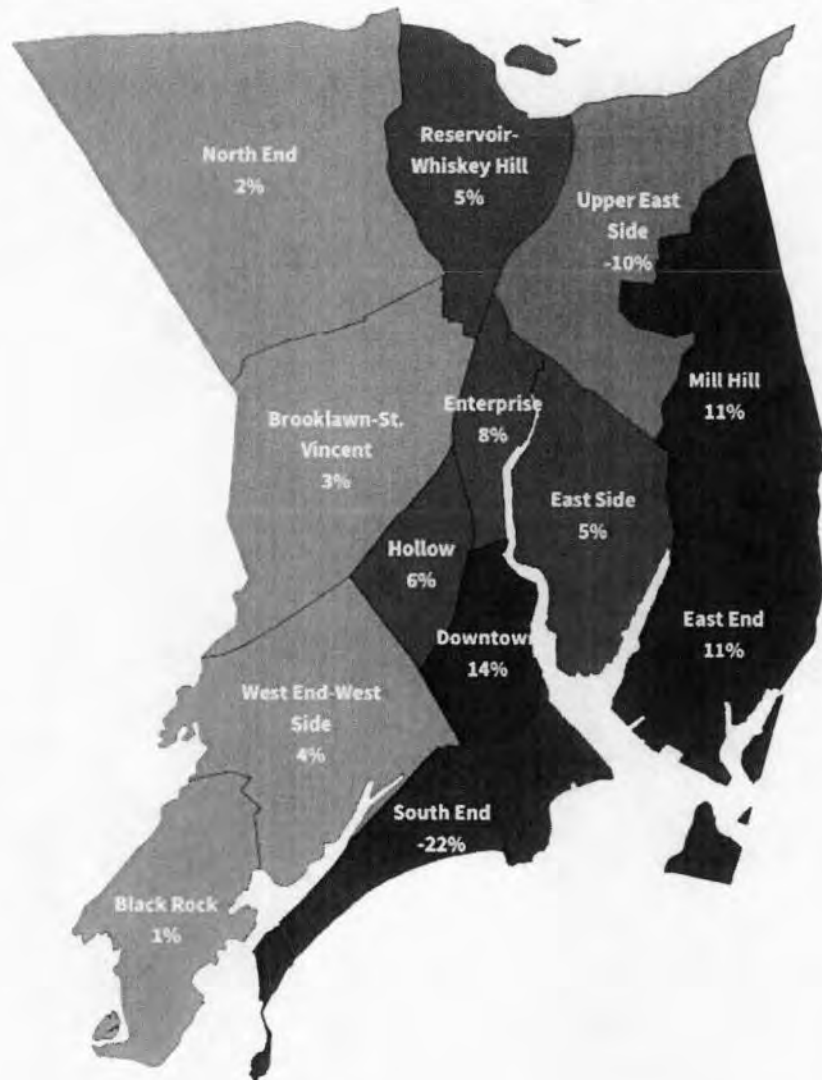 North End
2%
Reservoir-
Whiskey Hill
5%
Upper East
Side
-10%
Mill Hill
11%
Enterprise
8%
Brooklawn-St.
Vincent
3%
East Side
5%
Hollow
6%
Downtown
14%
East End
11%
West End-West
Side
4%
South End
-22%
Black Rock
1%